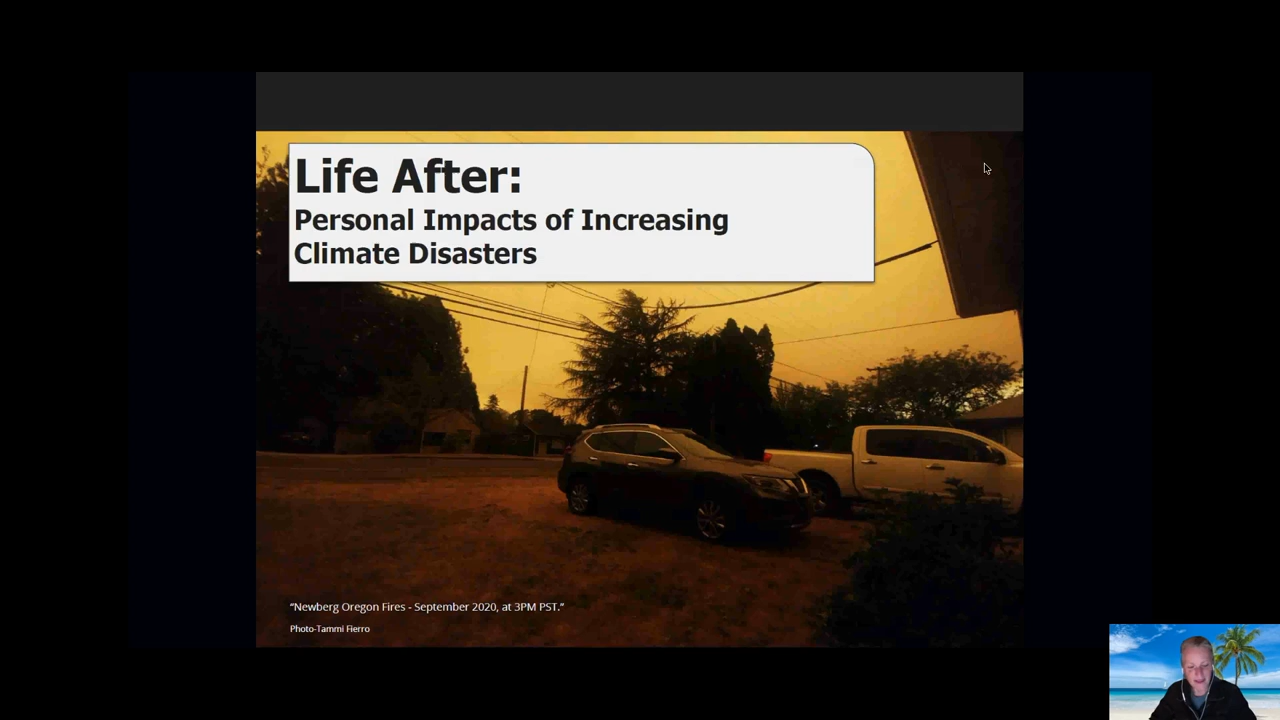 Life After:
Personal Impacts of Increasing
Climate Disasters
“Newberg Oregon Fires - September 2020, at 3PM PST.”
Photo-Tammi Fierro